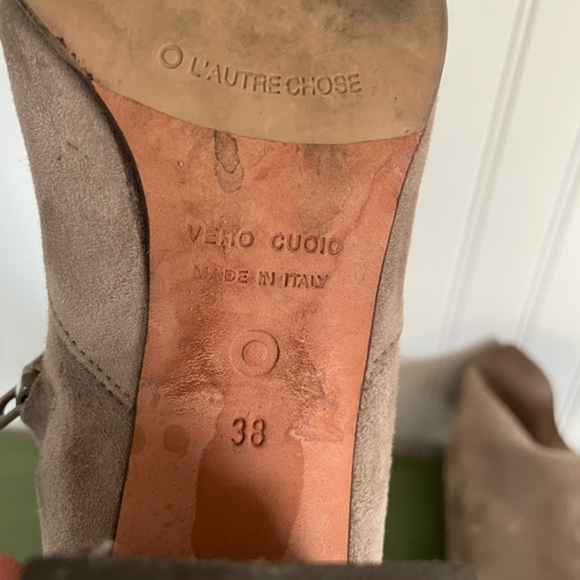 L'AUTRE CHOSE
VERO CUOIO
MADE IN ITALY
38